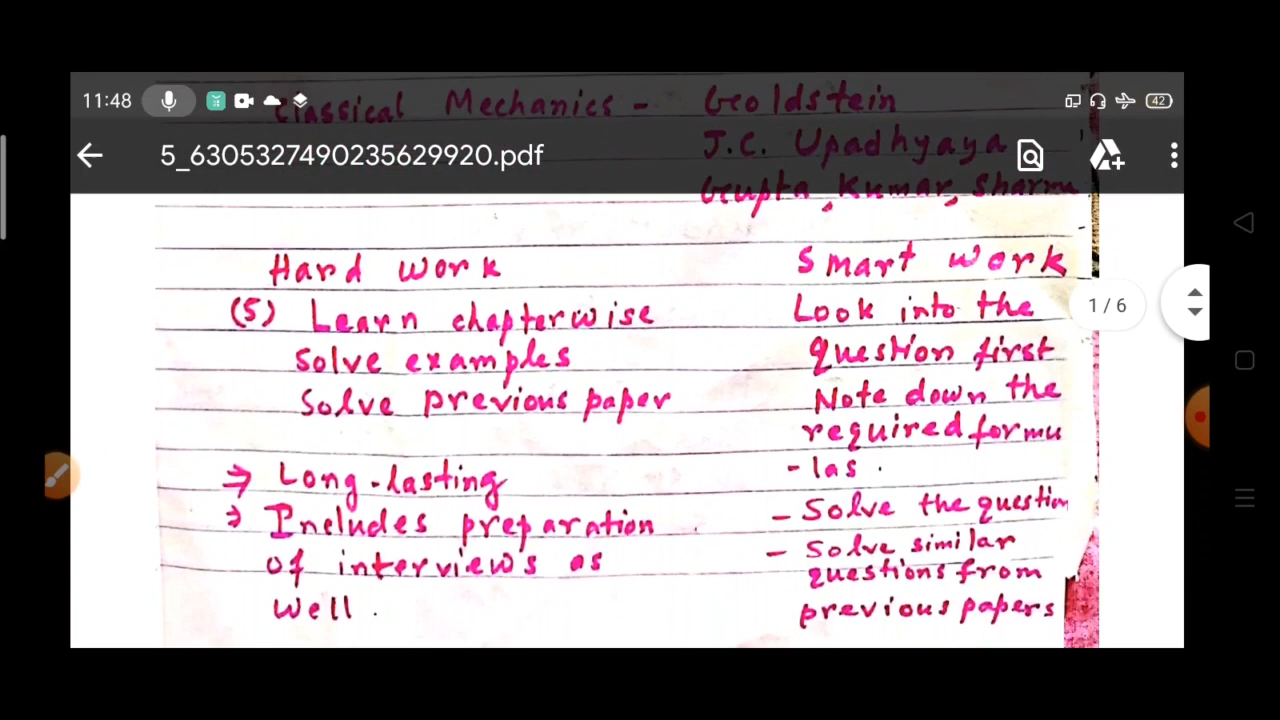 11:48
42
5_6305327490235629920.pdf
Classical Mechanics - Goldstein
J.C. Upadhyaya
Gupta, Kumar, Sharma
Hard work
Smart work
1 / 6
(5) Learn chapterwise
Solve examples
Solve previous paper
⇒ Long-lasting
⇒ Includes preparation
of interviews as
well.
Look into the
question first
Note down the
required formu
-las.
- Solve the question
- Solve similar
questions from
previous papers